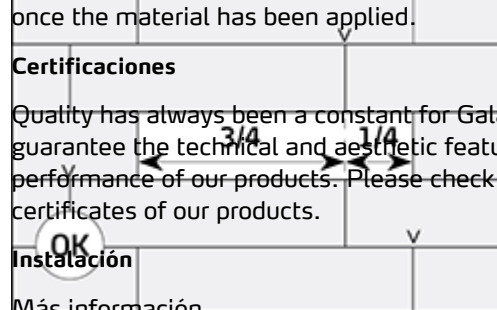 once the material has been applied.
Certificaciones
Quality has always been a constant for Gal
3/4 1/4
guarantee the technical and aesthetic featu
performance of our products. Please check
certificates of our products.
OK
Instalación
Más información